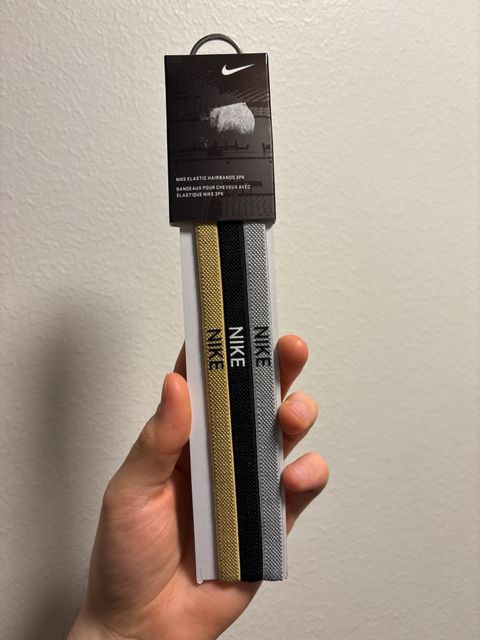 NIKE ELASTIC HAIRBANDS 3PK
BANDEAUX POUR CHEVEUX AVEC
ÉLASTIQUE NIKE 3PK
NIKE
NIKE
NIKE